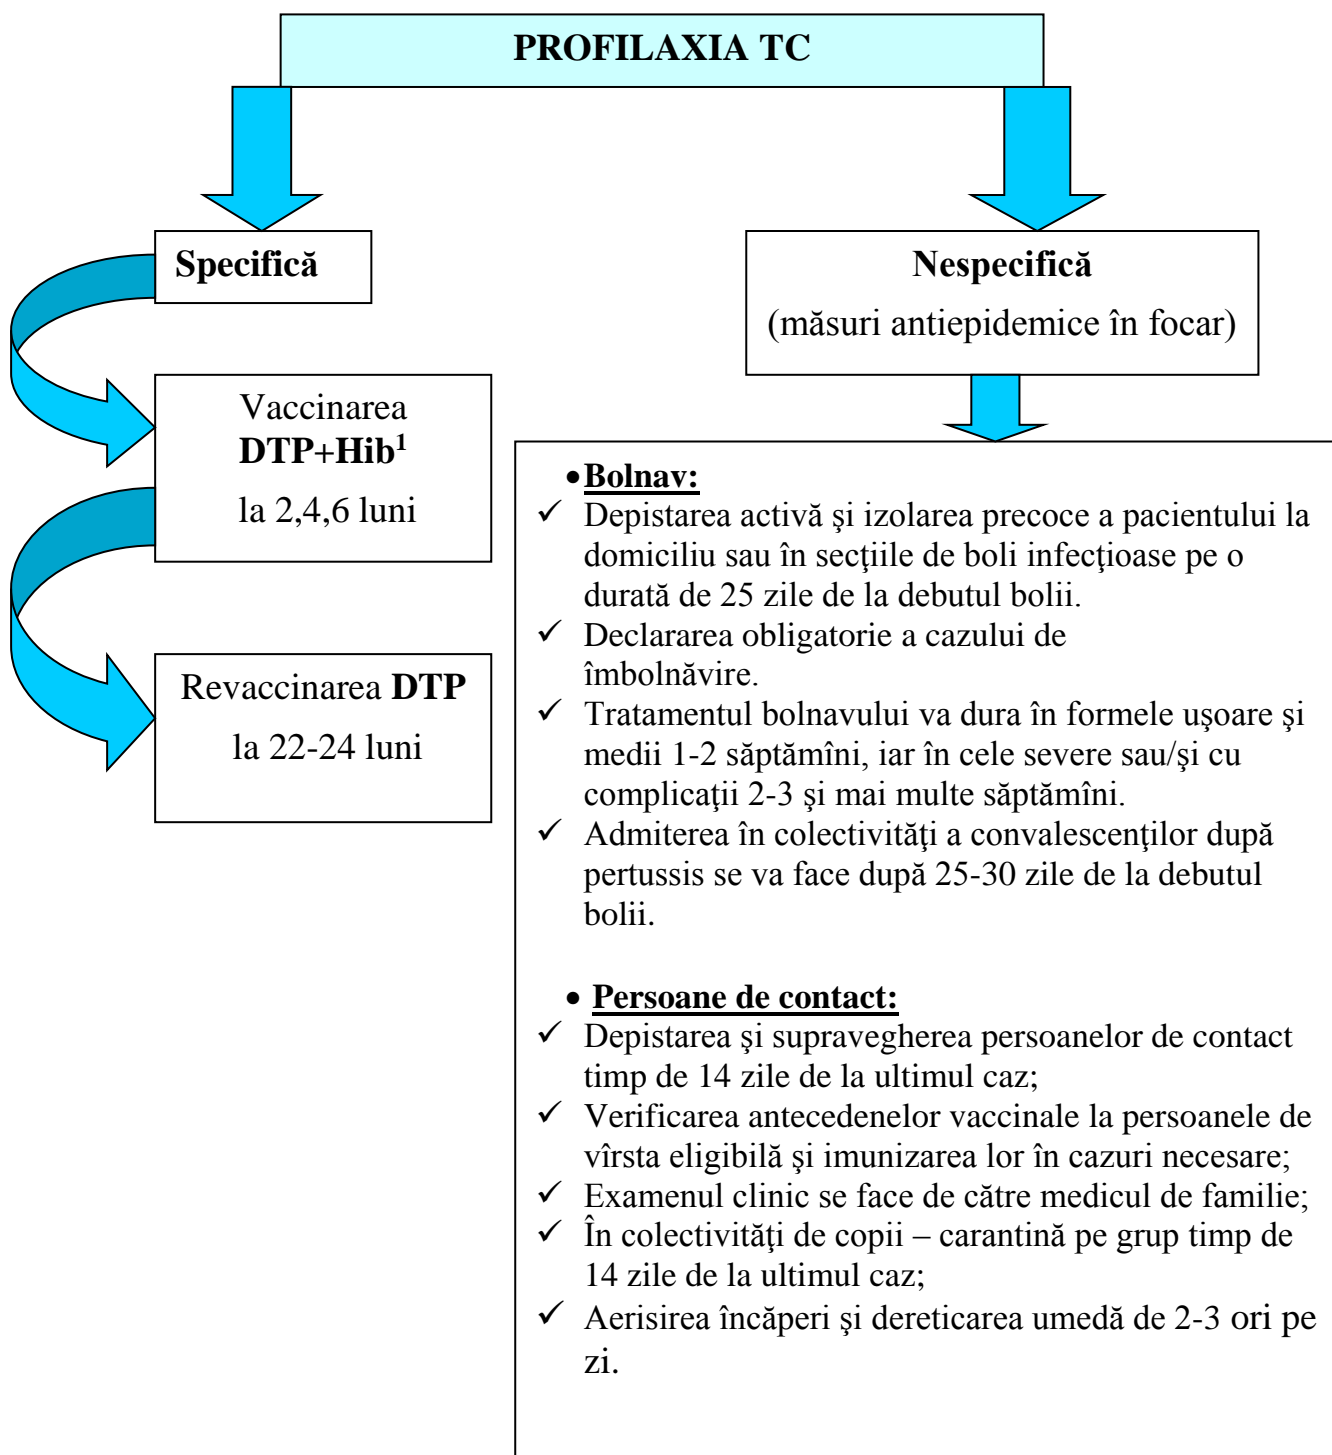 PROFILAXIA TC
Specifică
Vaccinarea
DTP+Hib¹
la 2,4,6 luni
Revaccinarea DTP
la 22-24 luni
Nespecifică
(măsuri antiepidemice în focar)
•Bolnav:
✓ Depistarea activă şi izolarea precoce a pacientului la
domiciliu sau în secţiile de boli infecţioase pe o
durată de 25 zile de la debutul bolii.
✓ Declararea obligatorie a cazului de
îmbolnăvire.
✓ Tratamentul bolnavului va dura în formele uşoare şi
medii 1-2 săptămîni, iar în cele severe sau/şi cu
complicaţii 2-3 şi mai multe săptămîni.
✓ Admiterea în colectivităţi a convalescenţilor după
pertussis se va face după 25-30 zile de la debutul
bolii.
• Persoane de contact:
✓ Depistarea şi supravegherea persoanelor de contact
timp de 14 zile de la ultimul caz;
✓ Verificarea antecedenelor vaccinale la persoanele de
vîrsta eligibilă şi imunizarea lor în cazuri necesare;
✓ Examenul clinic se face de către medicul de familie;
✓ În colectivităţi de copii – carantină pe grup timp de
14 zile de la ultimul caz;
✓ Aerisirea încăperi şi dereticarea umedă de 2-3 ori pe
zi.